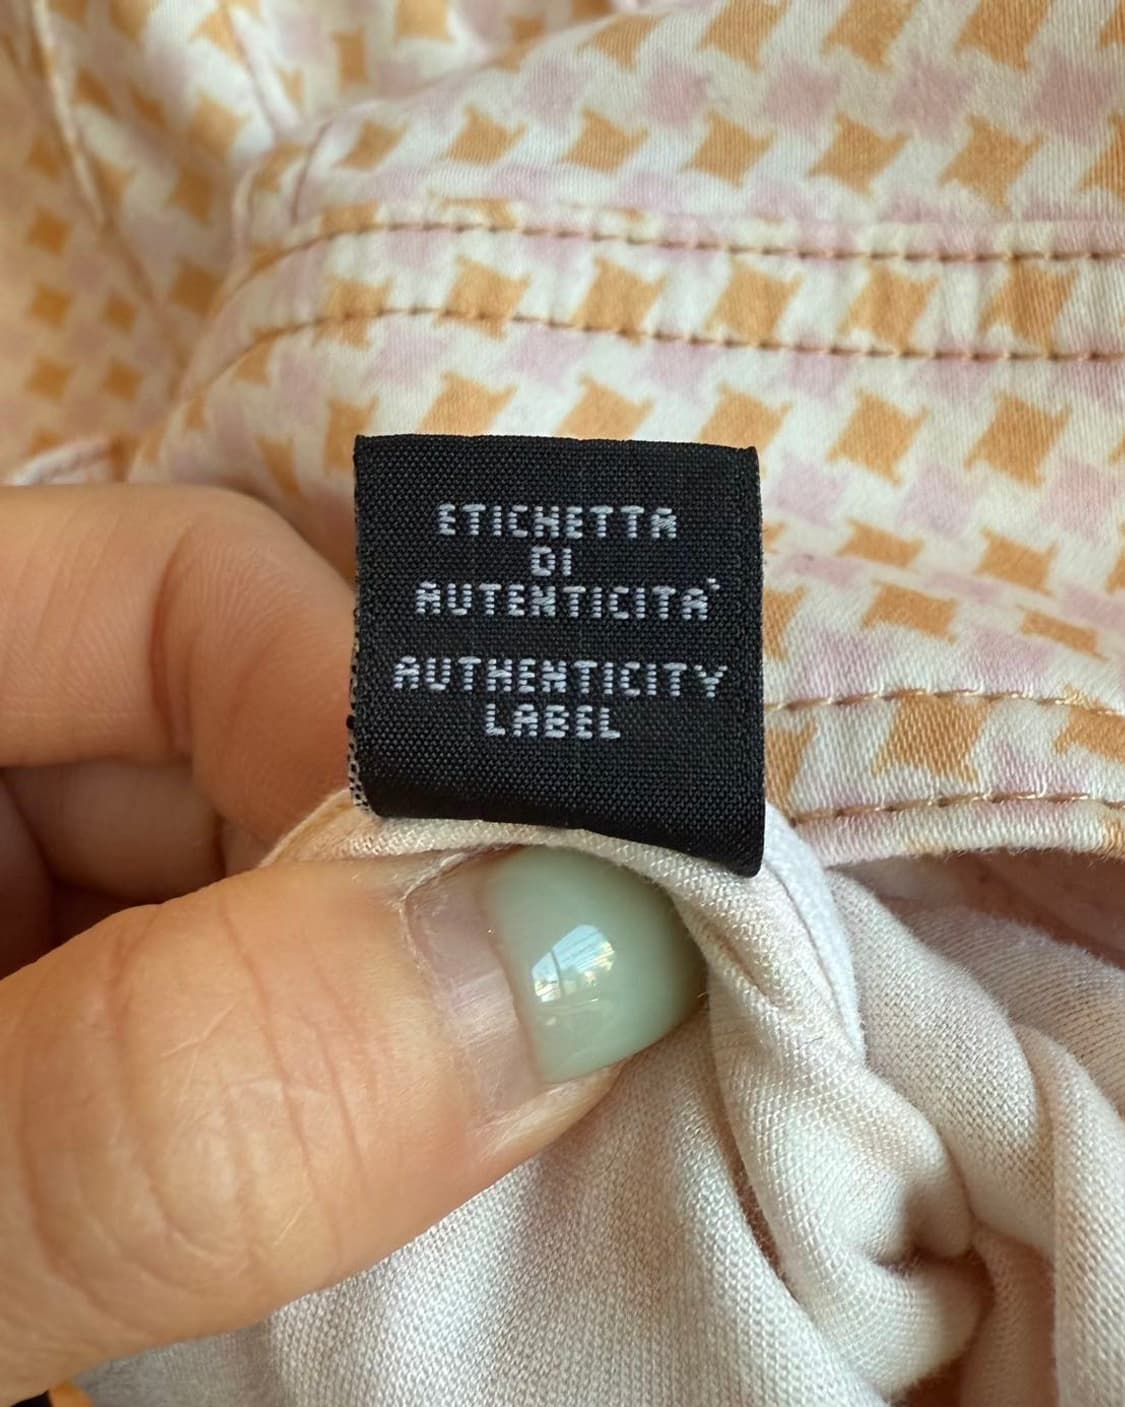 ETICHETTA
DI
AUTENTICITA`
AUTHENTICITY
LABEL